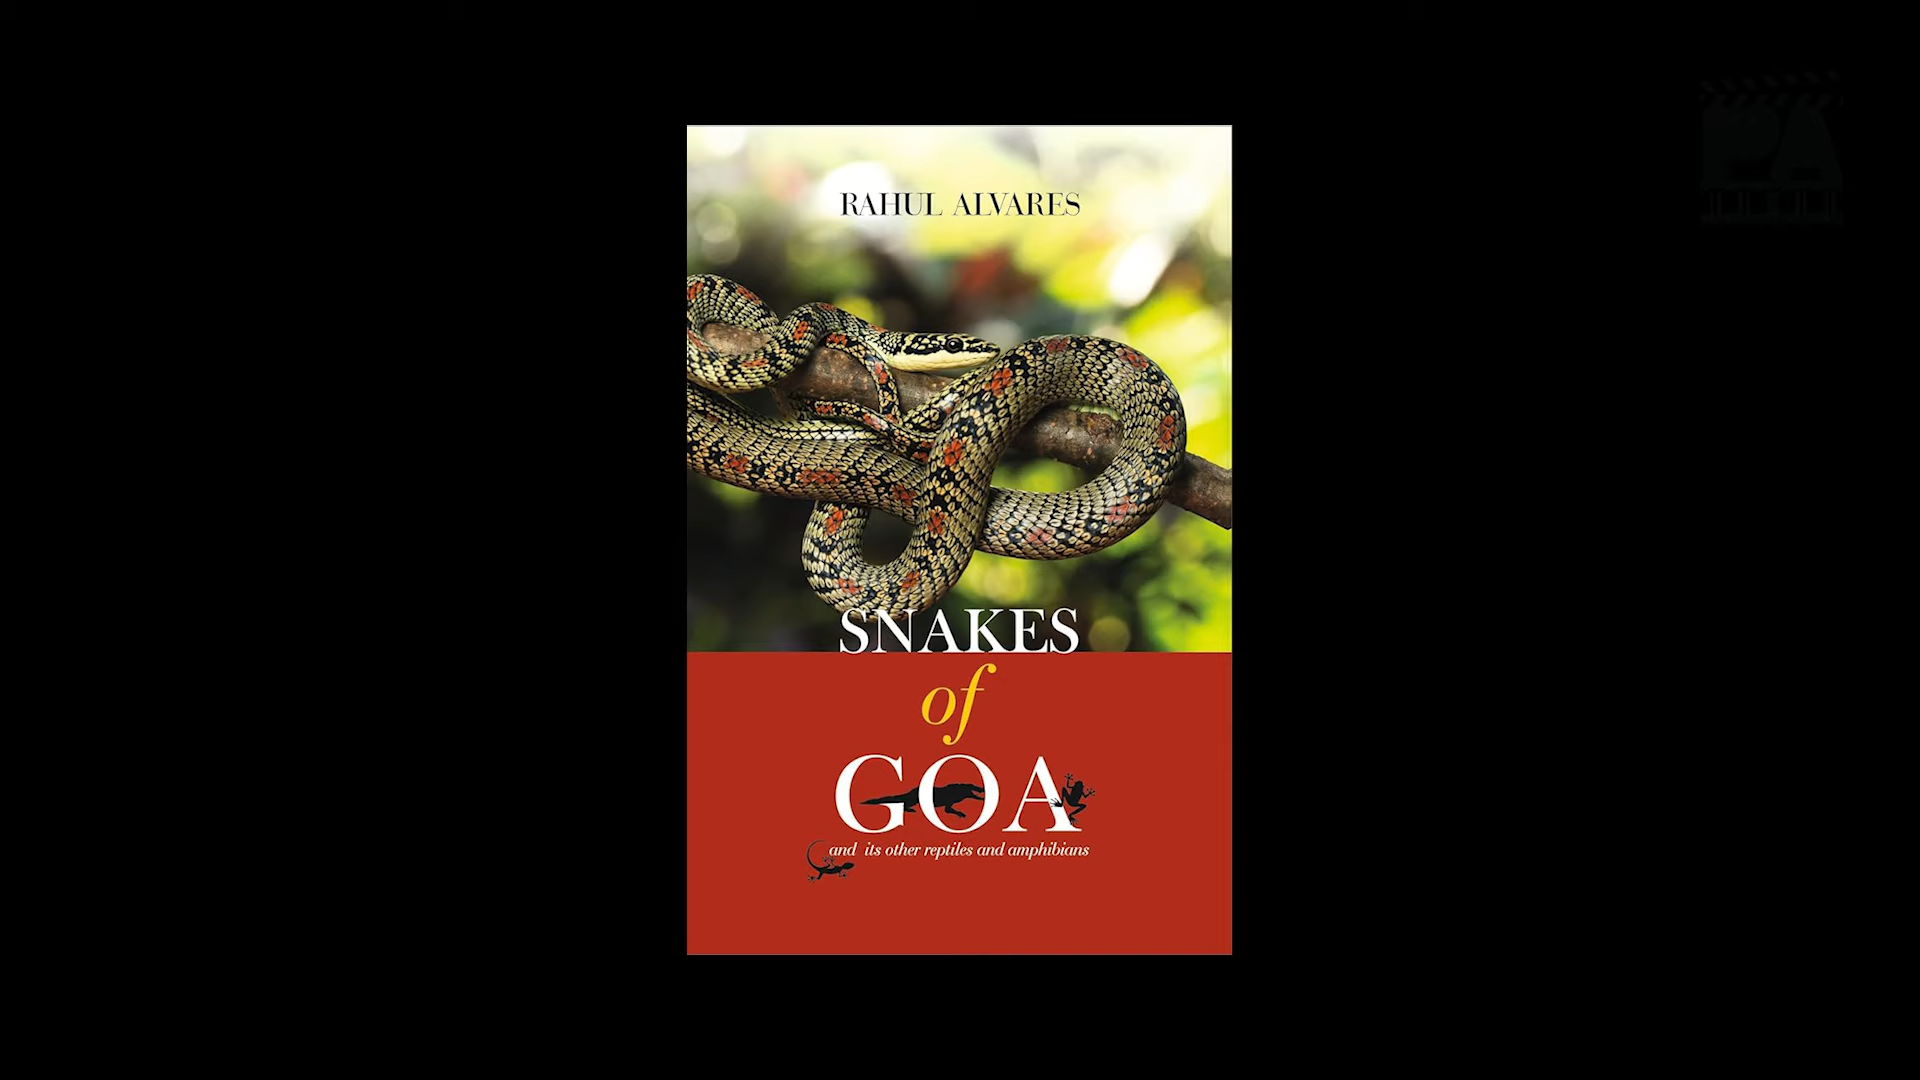 RAHUL ALVARES
SNAKES
of
GOA
and its other reptiles and amphibians